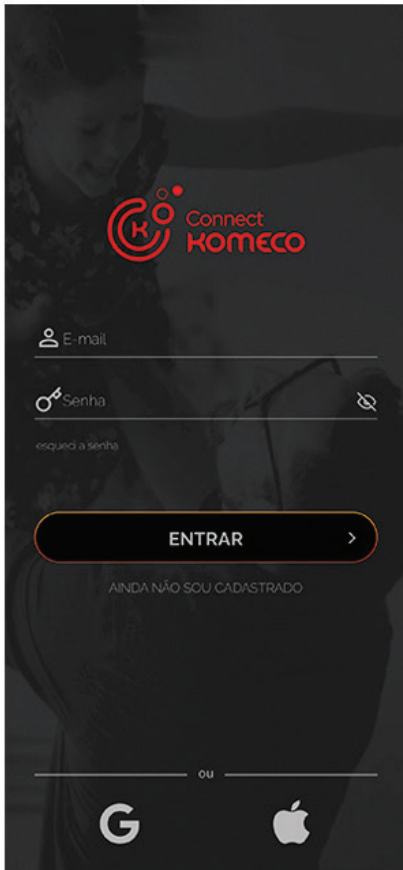 Connect
KOMECO
E-mail
Senha
esqueci a senha
ENTRAR
AINDA NÃO SOU CADASTRADO
ou